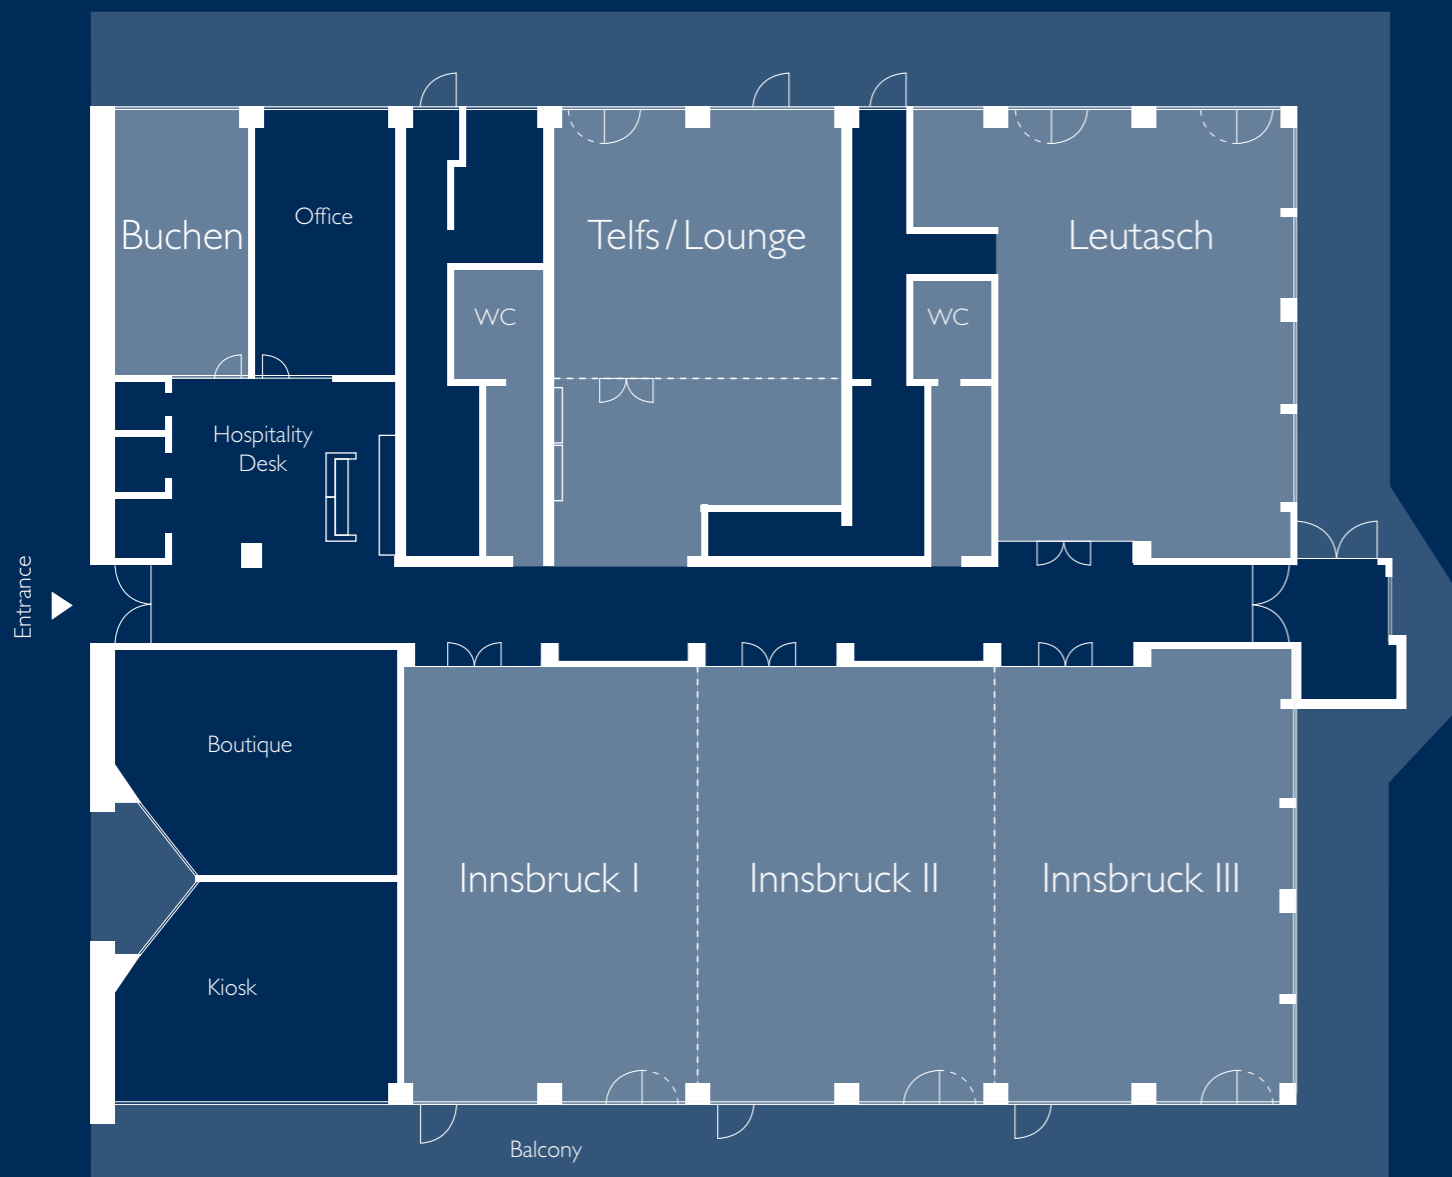 Buchen
Office
Telfs / Lounge
Leutasch
WC
WC
Hospitality
Desk
Entrance
Boutique
Innsbruck I
Innsbruck II
Innsbruck III
Kiosk
Balcony